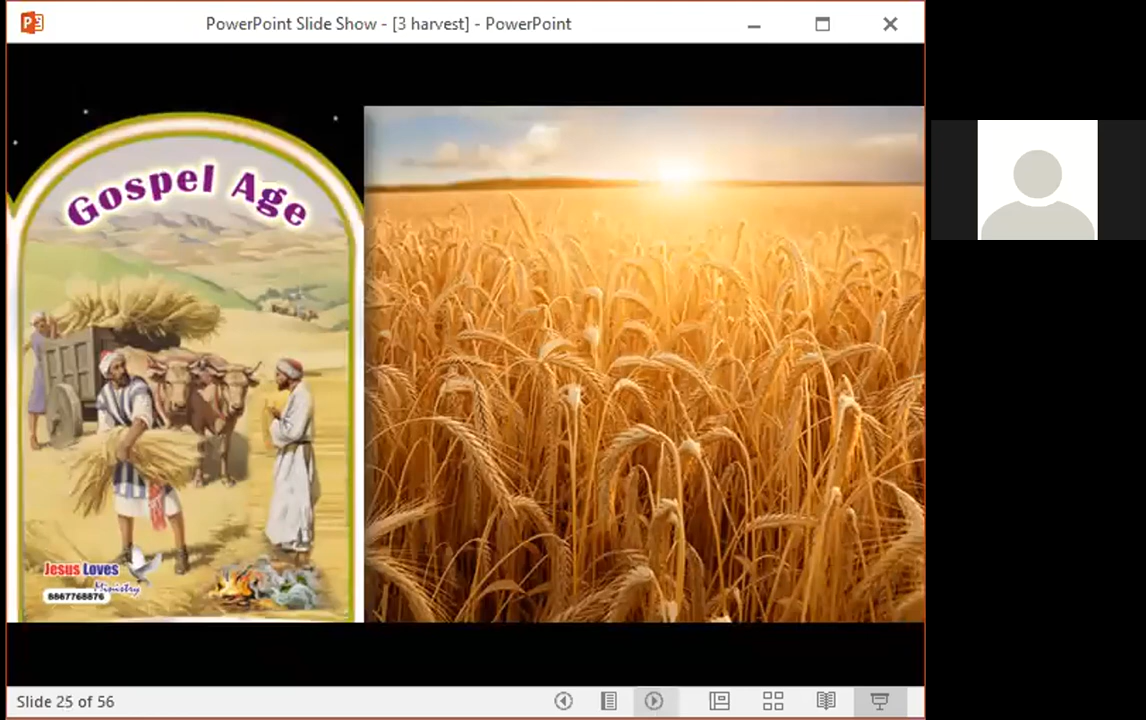 PowerPoint Slide Show - [3 harvest] - PowerPoint
Gospel Age
Jesus Loves
Ministry
8867768876
Slide 25 of 56